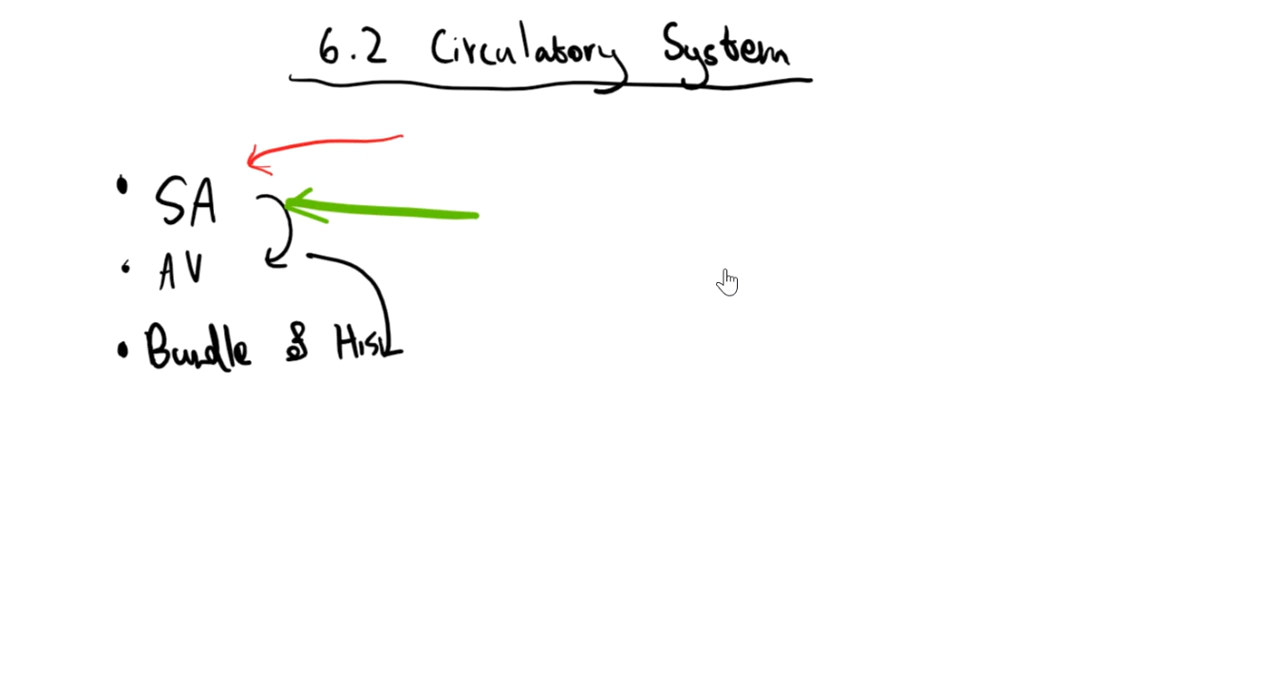 6.2 Circulatory System
• SA
• AV
• Bundle of His